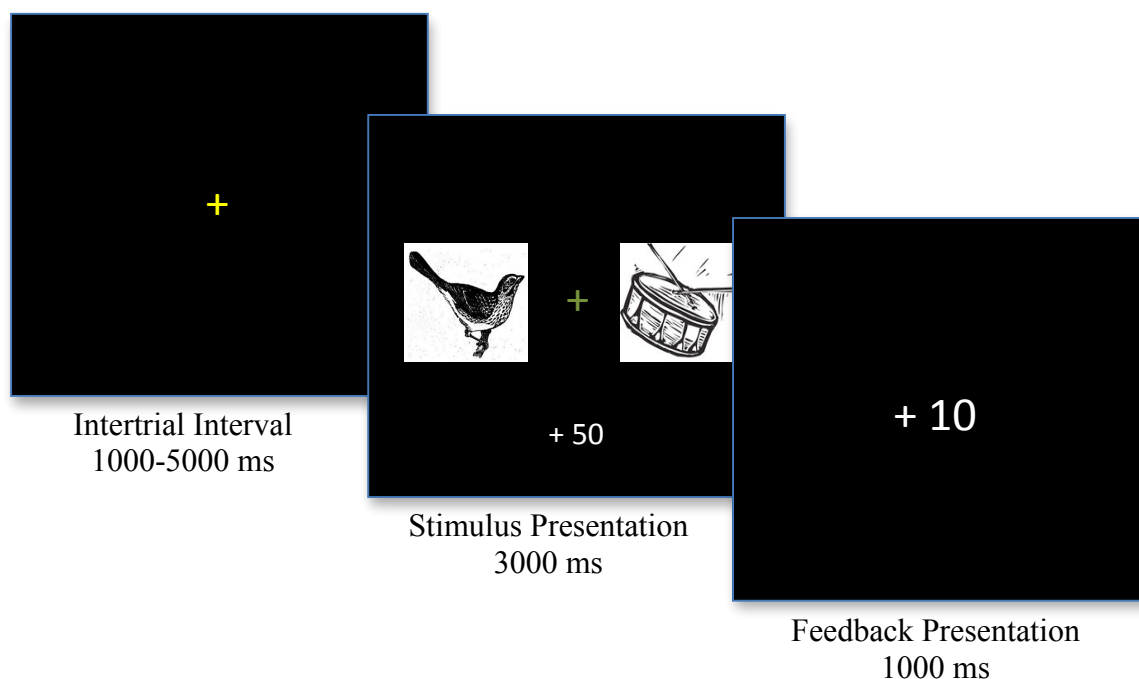 +
Intertrial Interval
1000-5000 ms
+
+ 50
Stimulus Presentation
3000 ms
+ 10
Feedback Presentation
1000 ms